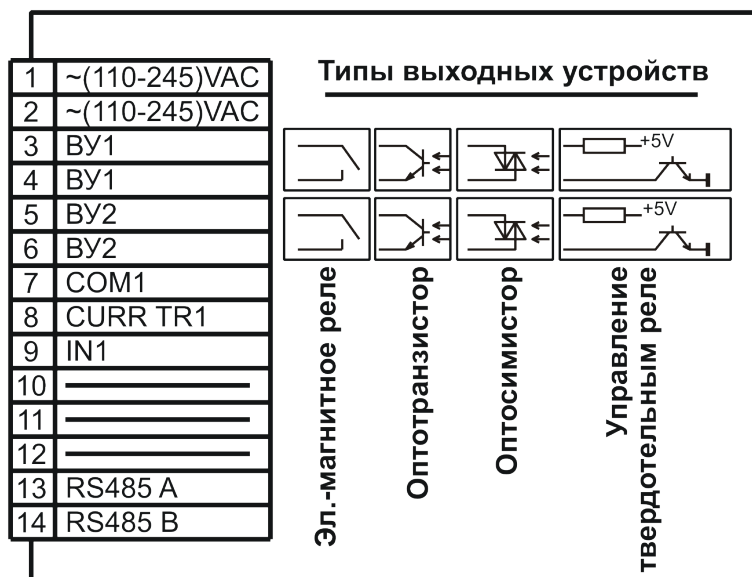 Типы выходных устройств
1 ~(110-245)VAC
2 ~(110-245)VAC
3 ВУ1
4 ВУ1
5 ВУ2
6 ВУ2
7 COM1
8 CURR TR1
9 IN1
10
11
12
13 RS485 A
14 RS485 B
+5V
+5V
Эл.-магнитное реле
Оптотранзистор
Оптосимистор
Управление
твердотельным реле